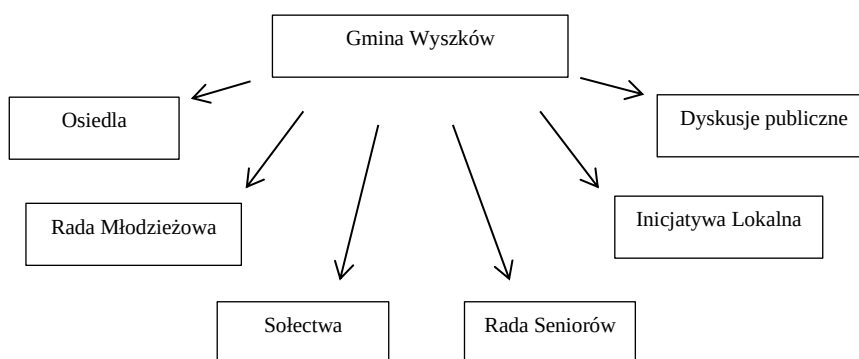 Gmina Wyszków
Osiedla
Dyskusje publiczne
Rada Młodzieżowa
Inicjatywa Lokalna
Sołectwa
Rada Seniorów